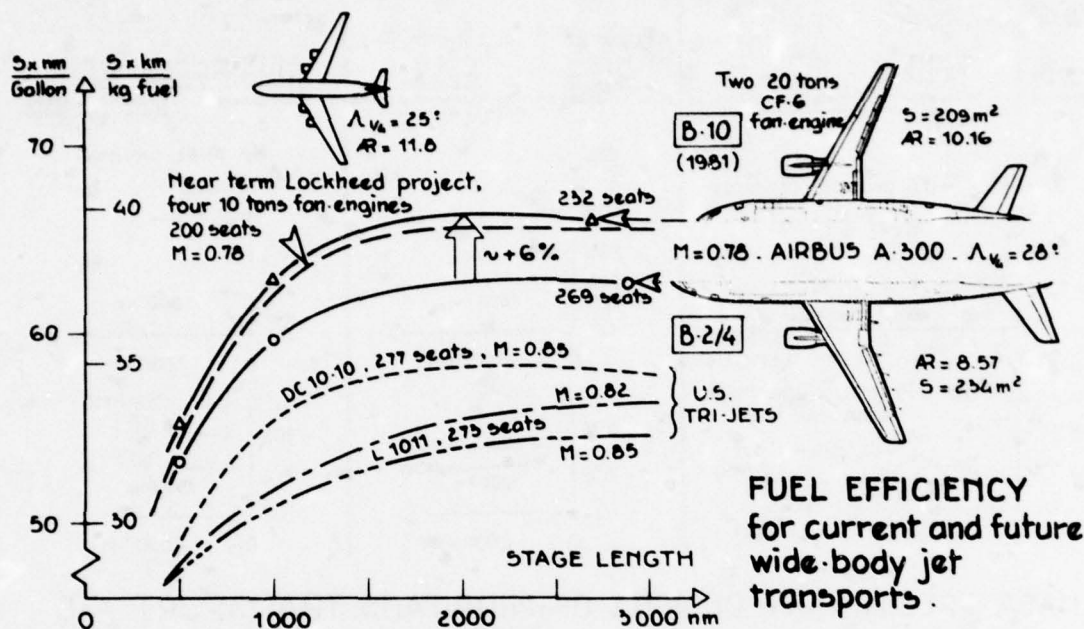 S x nm
Gallon
S x km
kg fuel
70
60
50
0
40
35
30
Λ¼ = 25°
AR = 11.8
Near term Lockheed project,
four 10 tons fan-engines
200 seats
M = 0.78
232 seats
~+6%
269 seats
DC 10-10, 277 seats, M = 0.85
M = 0.82
L 1011, 273 seats
M = 0.85
U.S.
TRI-JETS
STAGE LENGTH
0
1000
2000
3000 nm
Two 20 tons
CF-6
fan-engine
B-10
(1981)
S = 209 m²
AR = 10.16
M = 0.78 . AIRBUS A-300 . Λ¼ = 28°
B-2/4
AR = 8.57
S = 234 m²
FUEL EFFICIENCY
for current and future
wide-body jet
transports.